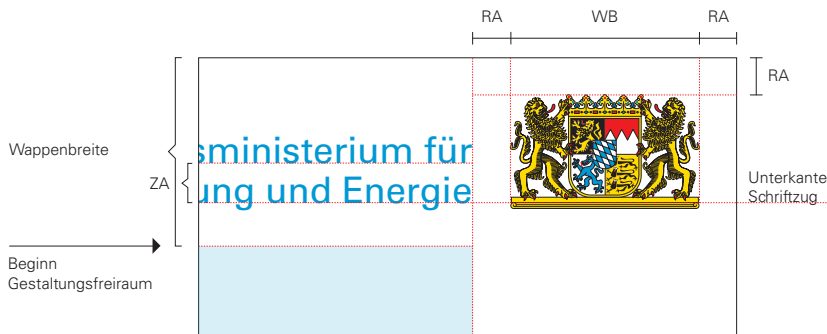 RA WB RA
RA
Wappenbreite
sministerium für
ZA
ung und Energie
Unterkante
Schriftzug
Beginn
Gestaltungsfreiraum